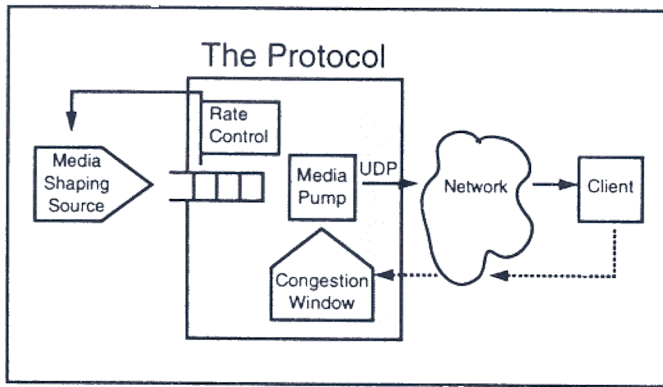 The Protocol
Rate
Control
Media
Shaping
Source
Media
Pump
UDP
Network
Client
Congestion
Window